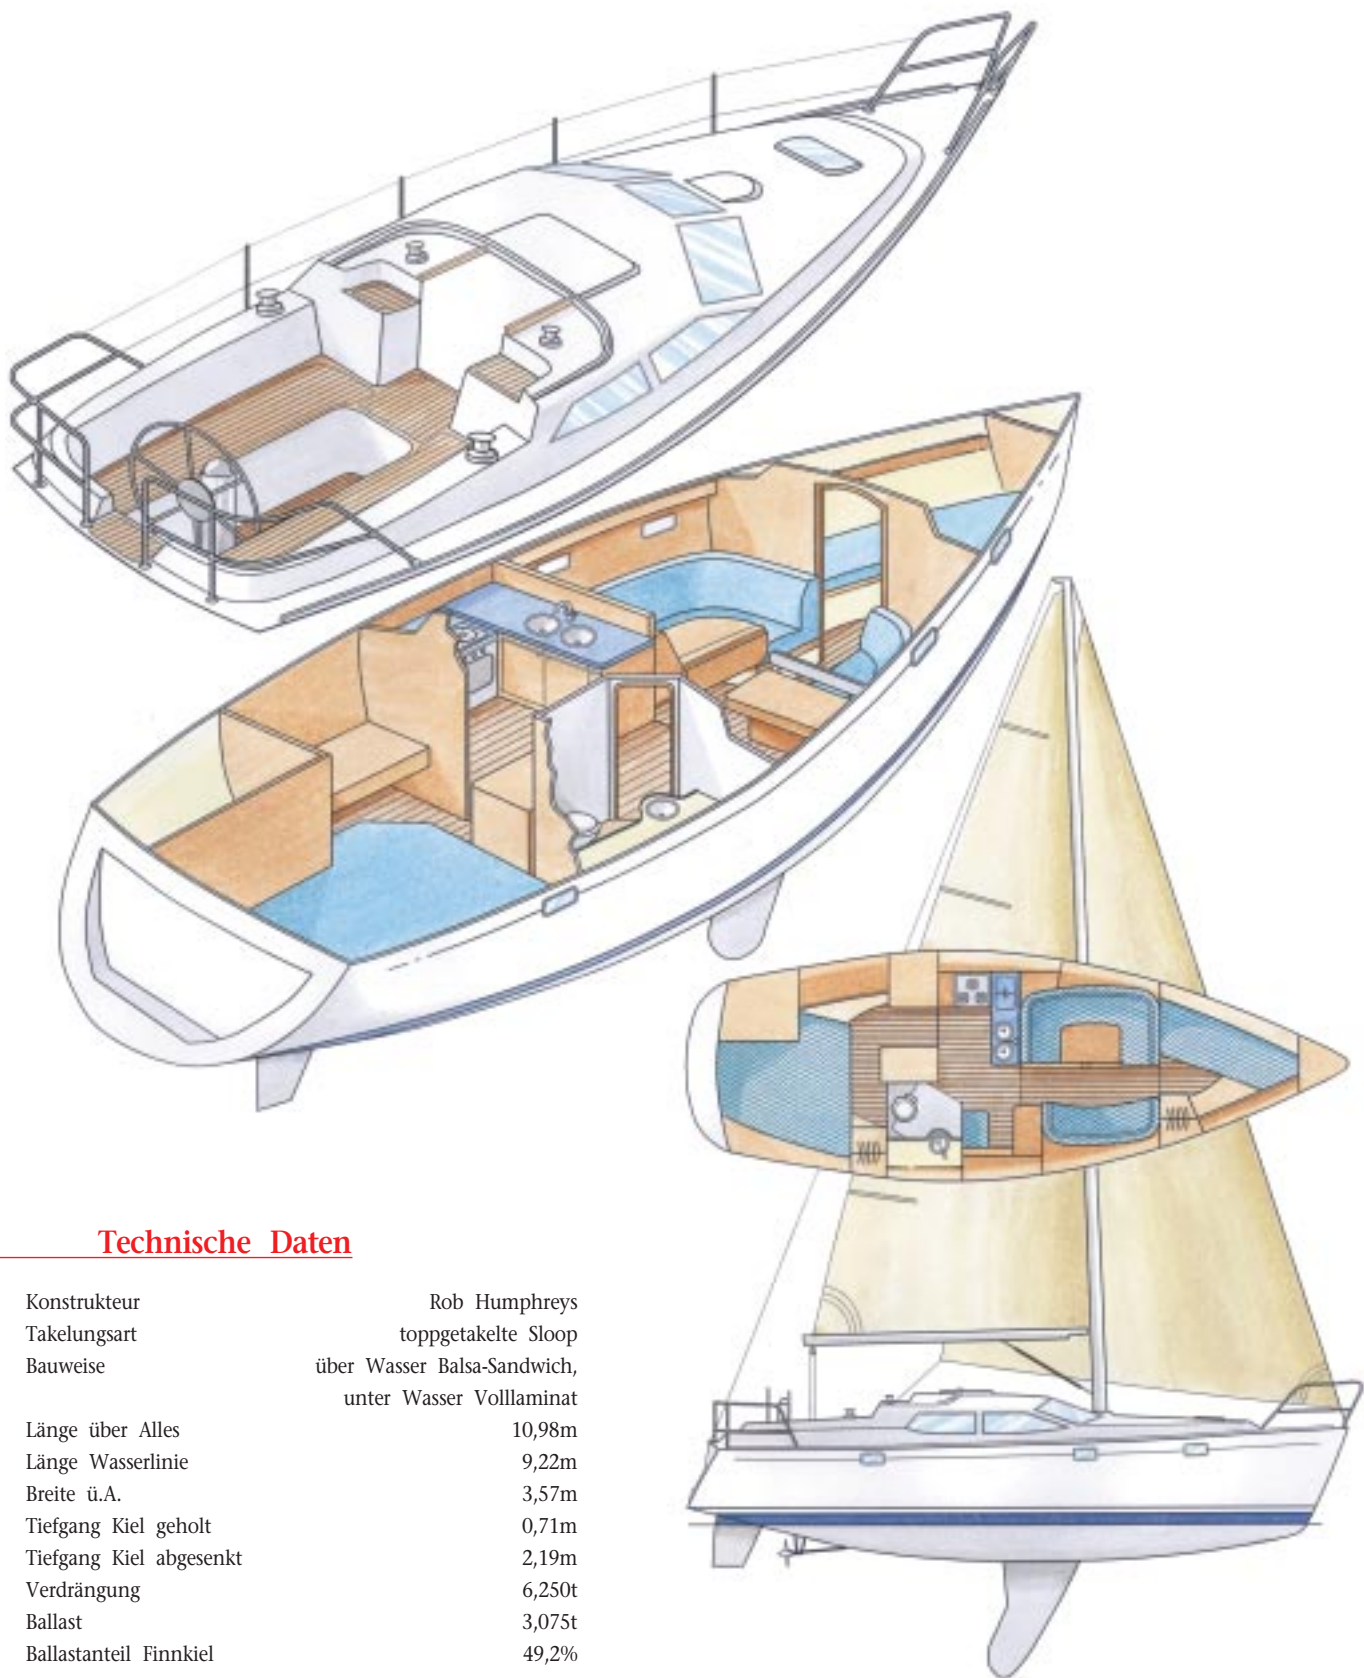 Technische Daten
Konstrukteur Rob Humphreys
Takelungsart toppgetakelte Sloop
Bauweise über Wasser Balsa-Sandwich,
unter Wasser Volllaminat
Länge über Alles 10,98m
Länge Wasserlinie 9,22m
Breite ü.A. 3,57m
Tiefgang Kiel geholt 0,71m
Tiefgang Kiel abgesenkt 2,19m
Verdrängung 6,250t
Ballast 3,075t
Ballastanteil Finnkiel 49,2%